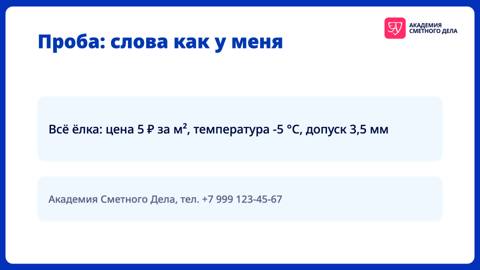 АКАДЕМИЯ
СМЕТНОГО ДЕЛА
Проба: слова как у меня
Всё ёлка: цена 5 ₽ за м², температура -5 °C, допуск 3,5 мм
Академия Сметного Дела, тел. +7 999 123-45-67